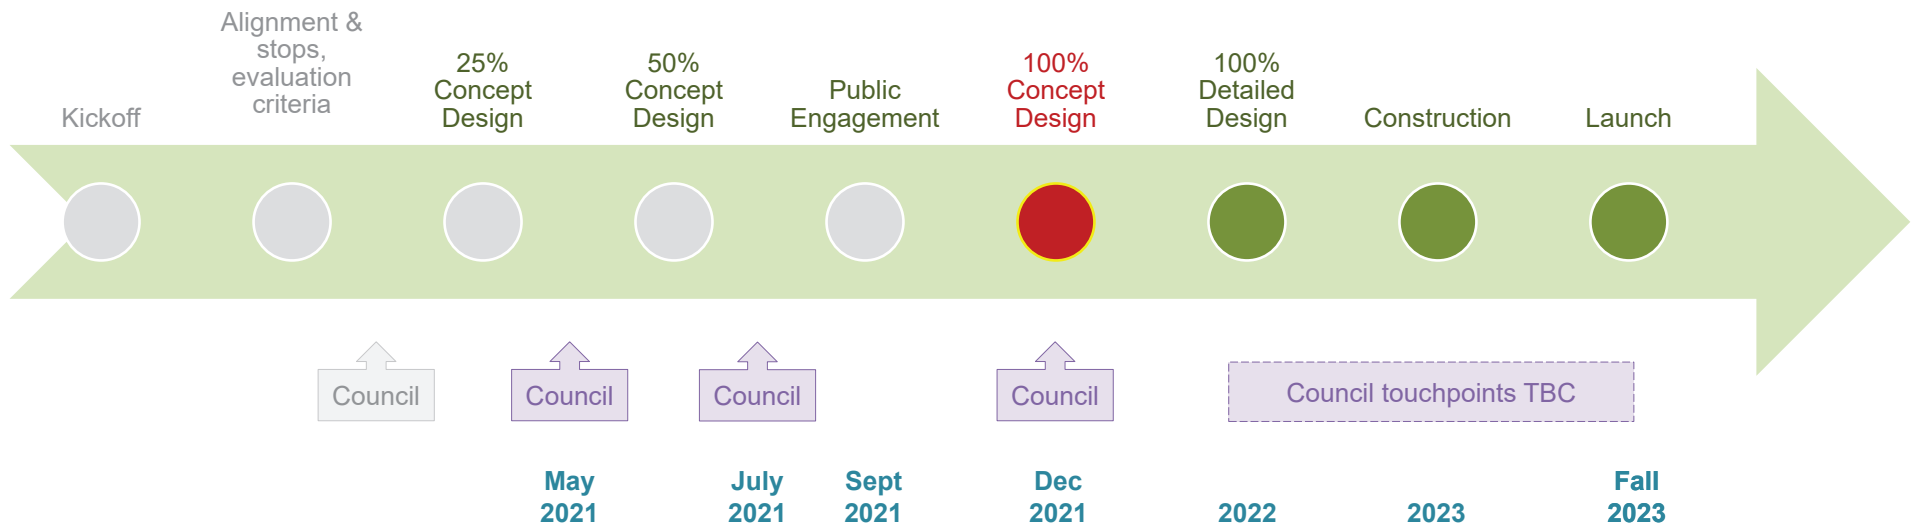 Kickoff
Alignment &
stops,
evaluation
criteria
25%
Concept
Design
50%
Concept
Design
Public
Engagement
100%
Concept
Design
100%
Detailed
Design
Construction
Launch
Council
Council
Council
Council
Council touchpoints TBC
May
2021
July
2021
Sept
2021
Dec
2021
2022
2023
Fall
2023